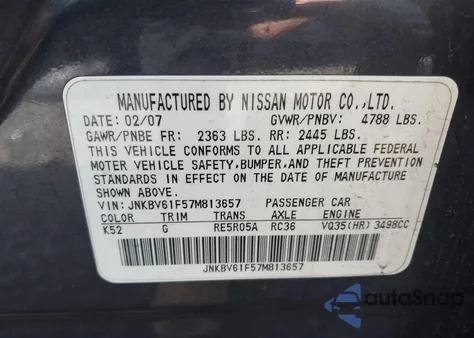 MANUFACTURED BY NISSAN MOTOR CO.,LTD.
DATE: 02/07 GVWR/PNBV: 4788 LBS.
GAWR/PNBE FR: 2363 LBS. RR: 2445 LBS.
THIS VEHICLE CONFORMS TO ALL APPLICABLE FEDERAL
MOTOR VEHICLE SAFETY,BUMPER,AND THEFT PREVENTION
STANDARDS IN EFFECT ON THE DATE OF MANUFACTURE
SHOWN ABOVE.
VIN: JNKBV61F57M813657 PASSENGER CAR
COLOR TRIM TRANS AXLE ENGINE
K52 G RE5R05A RC36 VQ35(HR) 3498CC
JNKBV61F57M813657
autoSnap